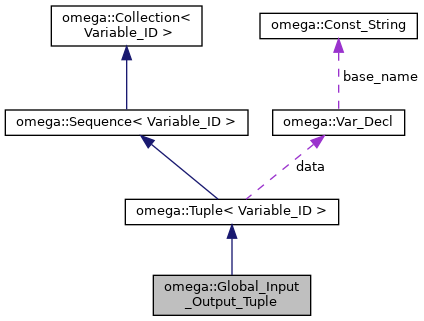 omega::Collection<
Variable_ID >
omega::Const_String
base_name
omega::Sequence< Variable_ID >
omega::Var_Decl
data
omega::Tuple< Variable_ID >
omega::Global_Input
_Output_Tuple